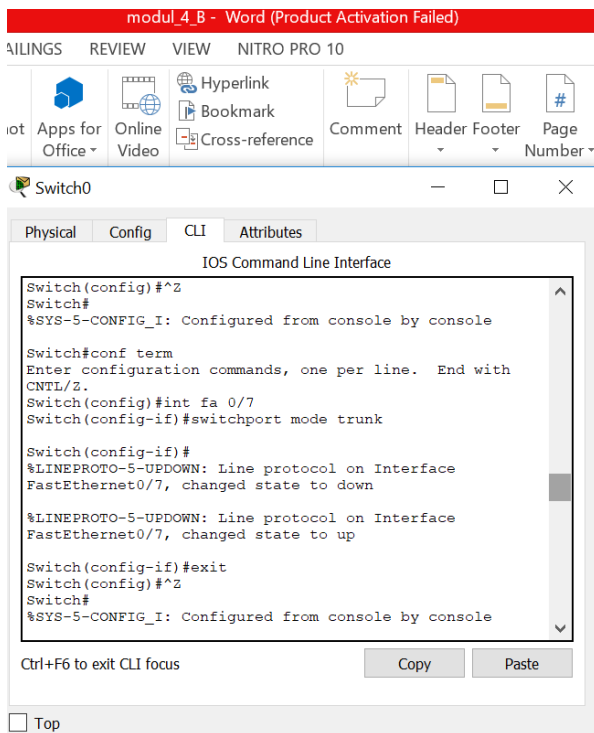 modul_4_B - Word (Product Activation Failed)
AILINGS REVIEW VIEW NITRO PRO 10
Hyperlink
Bookmark
Cross-reference
ot Apps for Online Comment Header Footer Page
Office Video Number
#
Switch0
Physical Config CLI Attributes
IOS Command Line Interface
Switch(config)#^Z
Switch#
%SYS-5-CONFIG_I: Configured from console by console
Switch#conf term
Enter configuration commands, one per line. End with
CNTL/Z.
Switch(config)#int fa 0/7
Switch(config-if)#switchport mode trunk
Switch(config-if)#
%LINEPROTO-5-UPDOWN: Line protocol on Interface
FastEthernet0/7, changed state to down
%LINEPROTO-5-UPDOWN: Line protocol on Interface
FastEthernet0/7, changed state to up
Switch(config-if)#exit
Switch(config)#^Z
Switch#
%SYS-5-CONFIG_I: Configured from console by console
Ctrl+F6 to exit CLI focus Copy Paste
Top